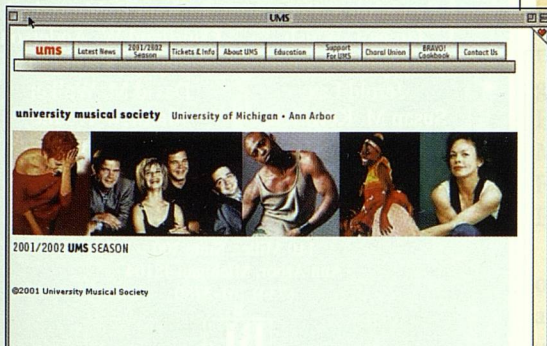 UMS
ums Latest News 2001/2002 Season Tickets & Info About UMS Education Support For UMS Choral Union BRAVO! Cookbook Contact Us
university musical society University of Michigan • Ann Arbor
2001/2002 UMS SEASON
©2001 University Musical Society